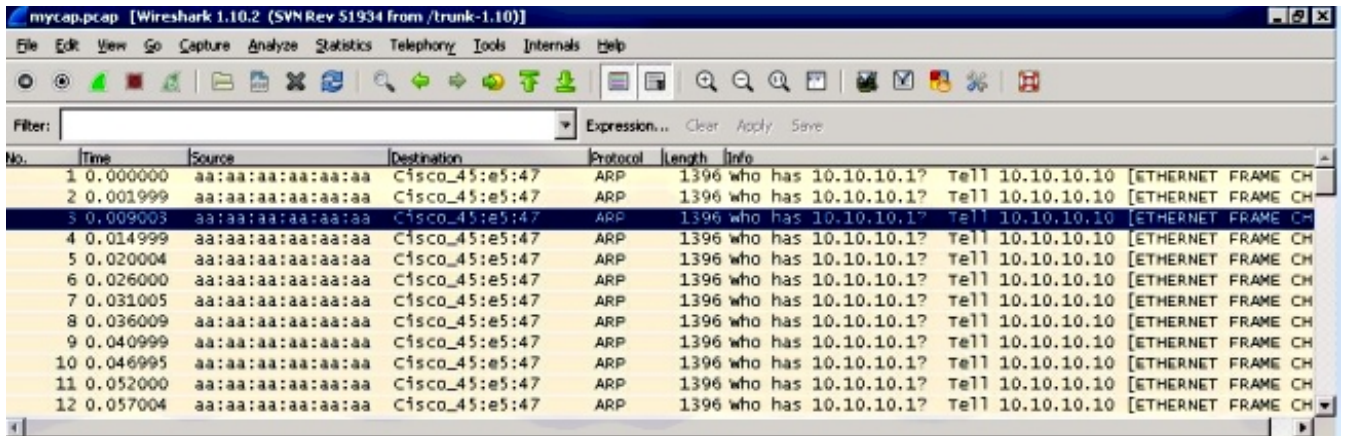 mycap.pcap [Wireshark 1.10.2 (SVN Rev 51934 from /trunk-1.10)]
File Edit View Go Capture Analyze Statistics Telephony Tools Internals Help
Filter: Expression... Clear Apply Save
No. Time Source Destination Protocol Length Info
1 0.000000 aa:aa:aa:aa:aa:aa Cisco_45:e5:47 ARP 1396 who has 10.10.10.1? Tell 10.10.10.10 [ETHERNET FRAME CH
2 0.001999 aa:aa:aa:aa:aa:aa Cisco_45:e5:47 ARP 1396 who has 10.10.10.1? Tell 10.10.10.10 [ETHERNET FRAME CH
3 0.009003 aa:aa:aa:aa:aa:aa Cisco_45:e5:47 ARP 1396 who has 10.10.10.1? Tell 10.10.10.10 [ETHERNET FRAME CH
4 0.014999 aa:aa:aa:aa:aa:aa Cisco_45:e5:47 ARP 1396 who has 10.10.10.1? Tell 10.10.10.10 [ETHERNET FRAME CH
5 0.020004 aa:aa:aa:aa:aa:aa Cisco_45:e5:47 ARP 1396 who has 10.10.10.1? Tell 10.10.10.10 [ETHERNET FRAME CH
6 0.026000 aa:aa:aa:aa:aa:aa Cisco_45:e5:47 ARP 1396 who has 10.10.10.1? Tell 10.10.10.10 [ETHERNET FRAME CH
7 0.031005 aa:aa:aa:aa:aa:aa Cisco_45:e5:47 ARP 1396 who has 10.10.10.1? Tell 10.10.10.10 [ETHERNET FRAME CH
8 0.036009 aa:aa:aa:aa:aa:aa Cisco_45:e5:47 ARP 1396 who has 10.10.10.1? Tell 10.10.10.10 [ETHERNET FRAME CH
9 0.040999 aa:aa:aa:aa:aa:aa Cisco_45:e5:47 ARP 1396 who has 10.10.10.1? Tell 10.10.10.10 [ETHERNET FRAME CH
10 0.046995 aa:aa:aa:aa:aa:aa Cisco_45:e5:47 ARP 1396 who has 10.10.10.1? Tell 10.10.10.10 [ETHERNET FRAME CH
11 0.052000 aa:aa:aa:aa:aa:aa Cisco_45:e5:47 ARP 1396 who has 10.10.10.1? Tell 10.10.10.10 [ETHERNET FRAME CH
12 0.057004 aa:aa:aa:aa:aa:aa Cisco_45:e5:47 ARP 1396 who has 10.10.10.1? Tell 10.10.10.10 [ETHERNET FRAME CH